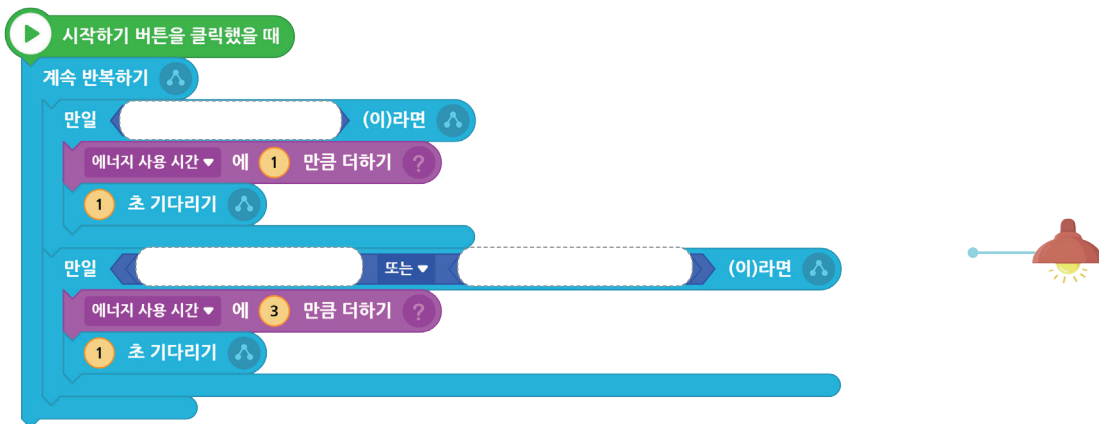 시작하기 버튼을 클릭했을 때
계속 반복하기
만일 (이)라면
에너지 사용 시간 ▼ 에 1 만큼 더하기 ?
1 초 기다리기
만일 또는 ▼ (이)라면
에너지 사용 시간 ▼ 에 3 만큼 더하기 ?
1 초 기다리기